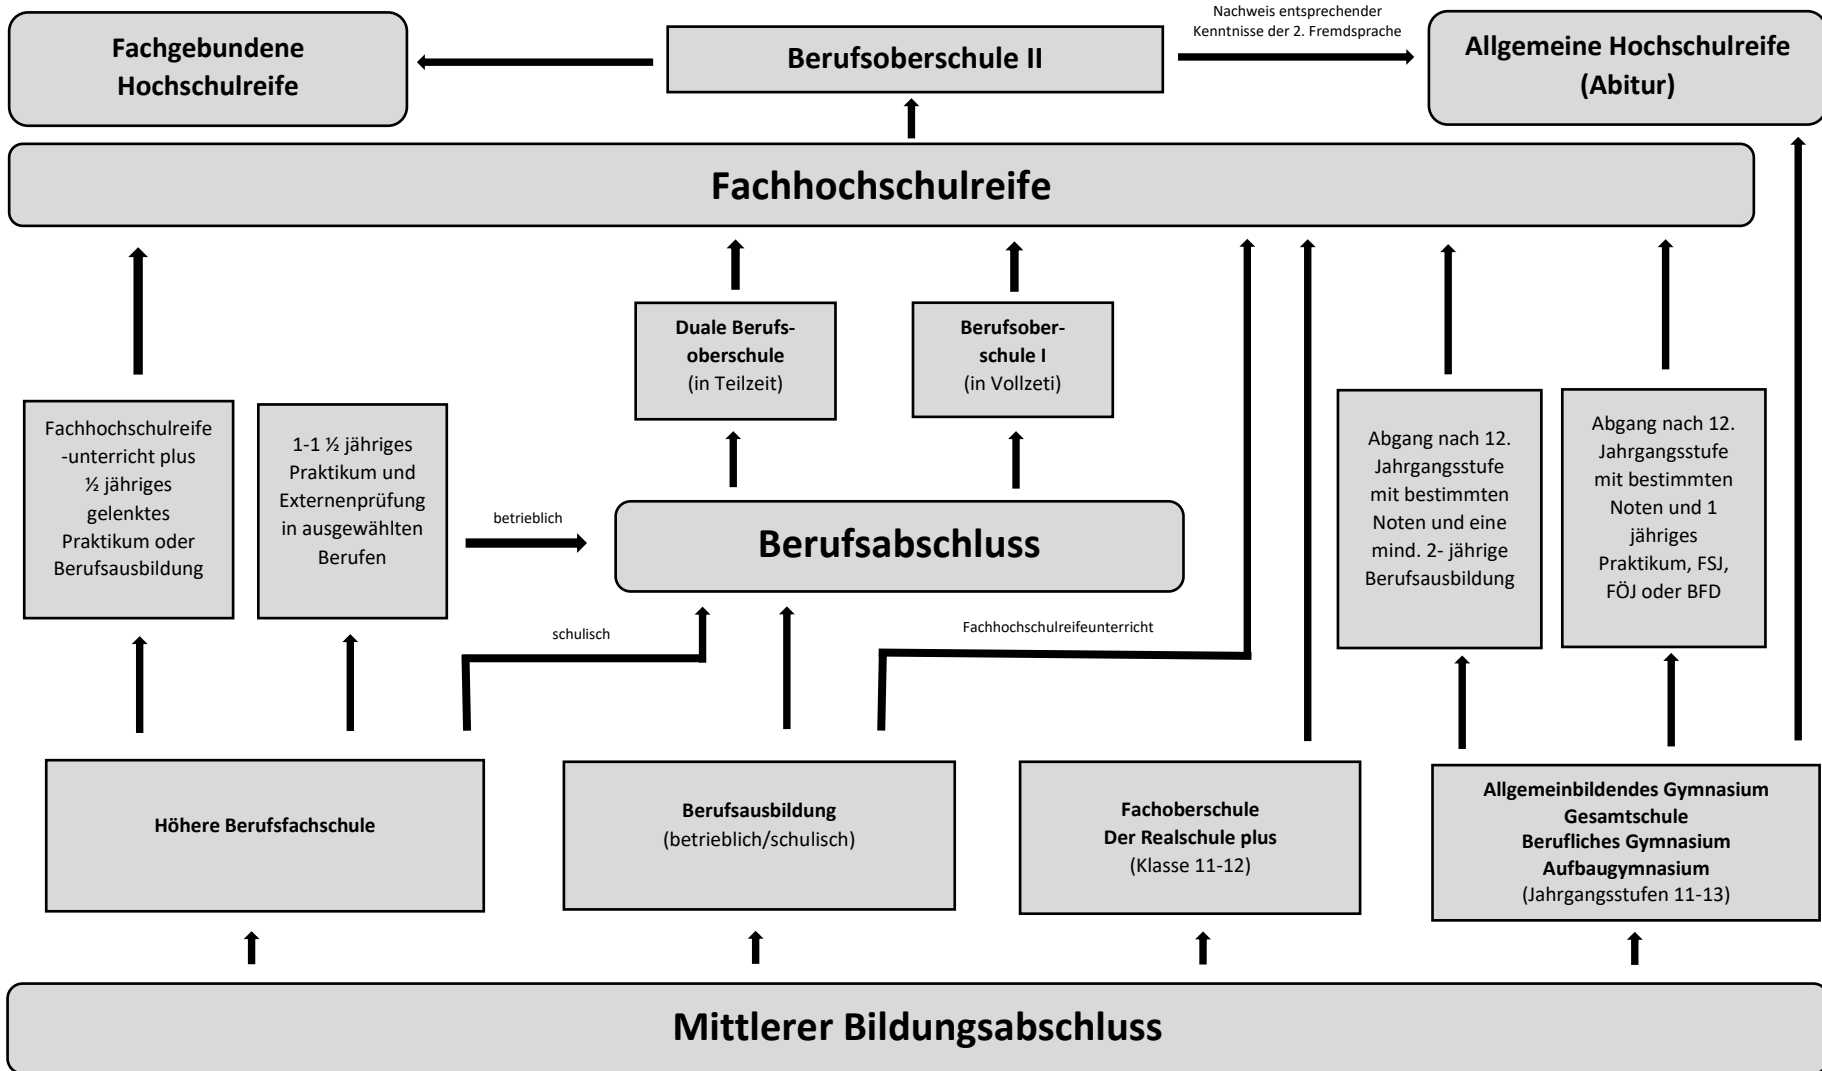 Fachgebundene
Hochschulreife
Berufsoberschule II
Nachweis entsprechender
Kenntnisse der 2. Fremdsprache
Allgemeine Hochschulreife
(Abitur)
Fachhochschulreife
Duale Berufs-
oberschule
(in Teilzeit)
Berufsober-
schule I
(in Vollzeti)
Fachhochschulreife
-unterricht plus
½ jähriges
gelenktes
Praktikum oder
Berufsausbildung
1-1 ½ jähriges
Praktikum und
Externenprüfung
in ausgewählten
Berufen
betrieblich
Berufsabschluss
Abgang nach 12.
Jahrgangsstufe
mit bestimmten
Noten und eine
mind. 2- jährige
Berufsausbildung
Abgang nach 12.
Jahrgangsstufe
mit bestimmten
Noten und 1
jähriges
Praktikum, FSJ,
FÖJ oder BFD
schulisch
Fachhochschulreifeunterricht
Höhere Berufsfachschule
Berufsausbildung
(betrieblich/schulisch)
Fachoberschule
Der Realschule plus
(Klasse 11-12)
Allgemeinbildendes Gymnasium
Gesamtschule
Berufliches Gymnasium
Aufbaugymnasium
(Jahrgangsstufen 11-13)
Mittlerer Bildungsabschluss